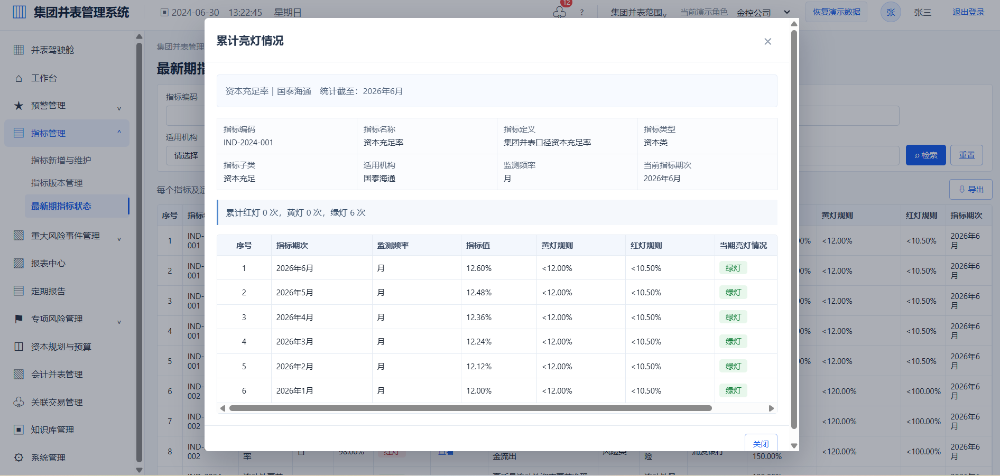 集团并表管理系统
2024-06-30 13:22:45 星期日
12
?
集团并表范围
当前演示角色 金控公司
恢复演示数据
张 张三
退出登录
并表驾驶舱
工作台
预警管理
指标管理
指标新增与维护
指标版本管理
最新期指标状态
重大风险事件管理
报表中心
定期报告
专项风险管理
资本规划与预算
会计并表管理
关联交易管理
知识库管理
系统管理
集团并表管理
最新期指
指标编码
适用机构
请选择
检索 重置
每个指标及适
导出
累计亮灯情况
×
资本充足率 | 国泰海通 统计截至：2026年6月
指标编码 指标名称 指标定义 指标类型
IND-2024-001 资本充足率 集团并表口径资本充足率 资本类
指标子类 适用机构 监测频率 当前指标期次
资本充足 国泰海通 月 2026年6月
累计红灯 0 次，黄灯 0 次，绿灯 6 次
序号 指标期次 监测频率 指标值 黄灯规则 红灯规则 当期亮灯情况
1 2026年6月 月 12.60% <12.00% <10.50% 绿灯
2 2026年5月 月 12.48% <12.00% <10.50% 绿灯
3 2026年4月 月 12.36% <12.00% <10.50% 绿灯
4 2026年3月 月 12.24% <12.00% <10.50% 绿灯
5 2026年2月 月 12.12% <12.00% <10.50% 绿灯
6 2026年1月 月 12.00% <12.00% <10.50% 绿灯
关闭
序号 指标 黄灯规则 红灯规则 指标期次
1 IND-001 0% <12.00% <10.50% 2026年6月
2 IND-001 0% <12.00% <10.50% 2026年6月
3 IND-001 0% <12.00% <10.50% 2026年6月
4 IND-001 0% <12.00% <10.50% 2026年6月
5 IND-001 0% <12.00% <10.50% 2026年6月
6 IND-002 <120.00% <100.00% 2026年6月
7 IND-002 <120.00% <100.00% 2026年6月
8 IND-002 率 日 98.00% 红灯 查看 金流出 风险类 险 浦发银行 150.00% <120.00% <100.00% 2026年6月